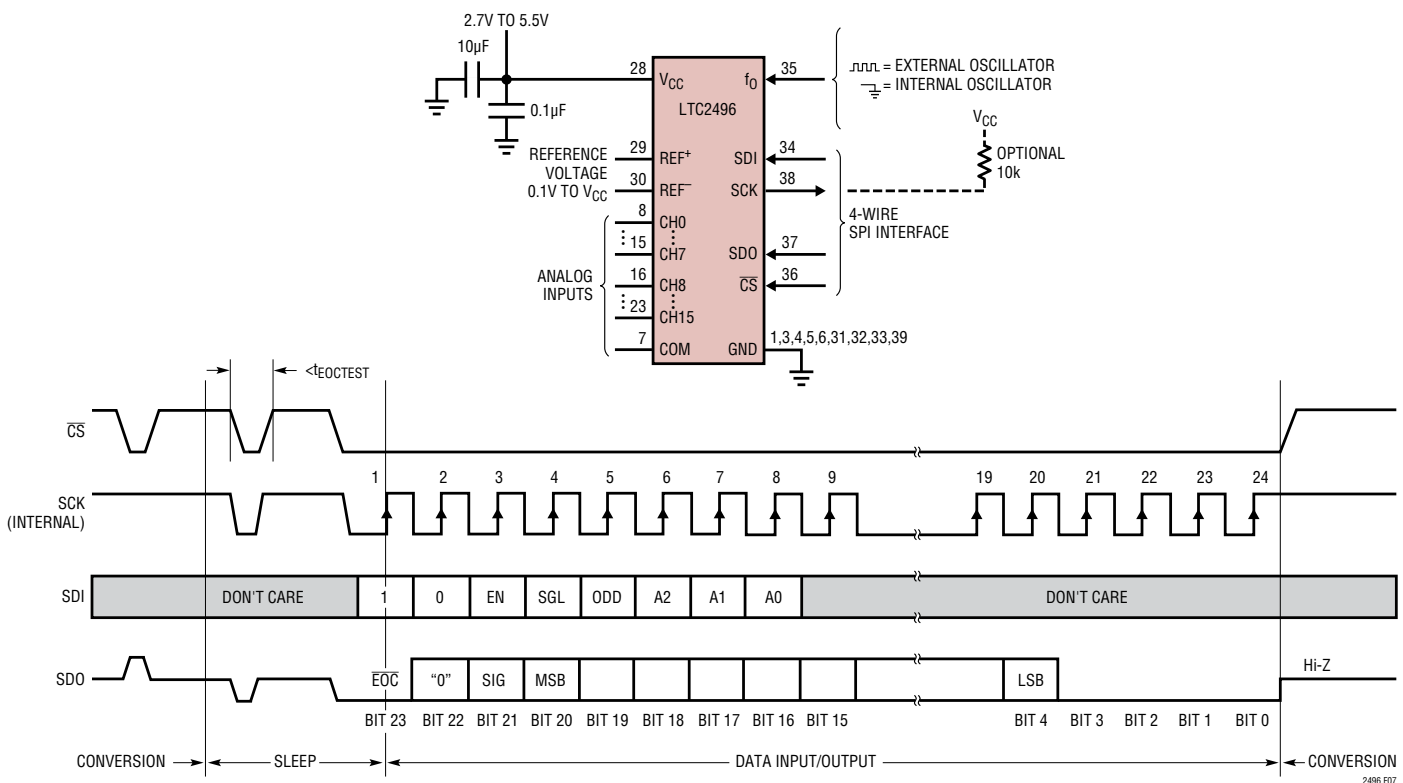 2.7V TO 5.5V
10µF
0.1µF
28
VCC
LTC2496
fO
35
= EXTERNAL OSCILLATOR
= INTERNAL OSCILLATOR
REFERENCE
VOLTAGE
0.1V TO VCC
29
REF+
30
REF–
SDI
34
SCK
38
VCC
OPTIONAL
10k
4-WIRE
SPI INTERFACE
ANALOG
INPUTS
8
CH0
15
CH7
16
CH8
23
CH15
7
COM
SDO
37
CS
36
GND
1,3,4,5,6,31,32,33,39
<tEOCTEST
CS
SCK
(INTERNAL)
1 2 3 4 5 6 7 8 9 19 20 21 22 23 24
SDI
DON'T CARE 1 0 EN SGL ODD A2 A1 A0 DON'T CARE
SDO
EOC "0" SIG MSB LSB Hi-Z
BIT 23 BIT 22 BIT 21 BIT 20 BIT 19 BIT 18 BIT 17 BIT 16 BIT 15 BIT 4 BIT 3 BIT 2 BIT 1 BIT 0
CONVERSION SLEEP DATA INPUT/OUTPUT CONVERSION
2496 F07